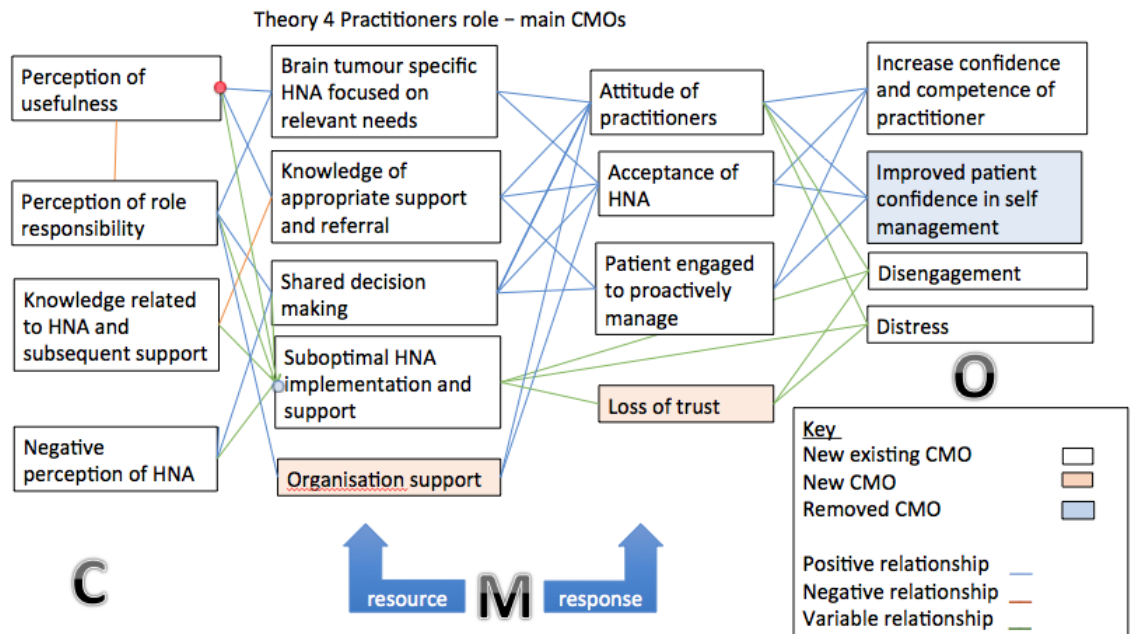 Theory 4 Practitioners role – main CMOs
Perception of
usefulness
Perception of role
responsibility
Knowledge related
to HNA and
subsequent support
Negative
perception of HNA
Brain tumour specific
HNA focused on
relevant needs
Knowledge of
appropriate support
and referral
Shared decision
making
Suboptimal HNA
implementation and
support
Organisation support
Attitude of
practitioners
Acceptance of
HNA
Patient engaged
to proactively
manage
Loss of trust
Increase confidence
and competence of
practitioner
Improved patient
confidence in self
management
Disengagement
Distress
C
resource
M
response
O
Key
New existing CMO
New CMO
Removed CMO
Positive relationship
Negative relationship
Variable relationship